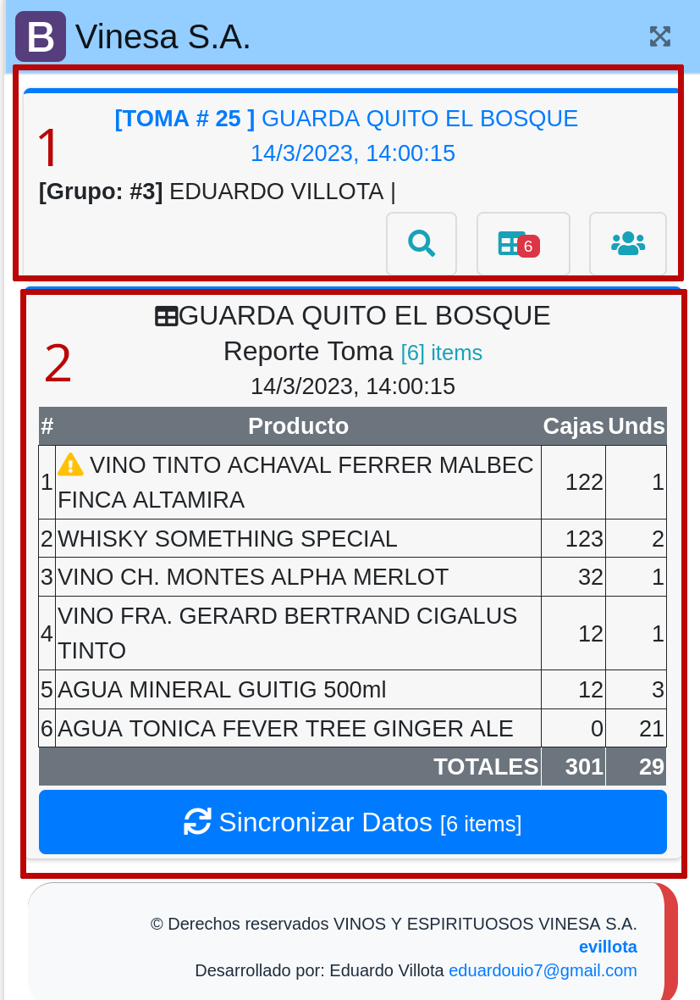 B Vinesa S.A.
1
[TOMA # 25 ] GUARDA QUITO EL BOSQUE
14/3/2023, 14:00:15
[Grupo: #3] EDUARDO VILLOTA |
6
2
GUARDA QUITO EL BOSQUE
Reporte Toma [6] items
14/3/2023, 14:00:15
# Producto Cajas Unds
1 VINO TINTO ACHAVAL FERRER MALBEC
FINCA ALTAMIRA 122 1
2 WHISKY SOMETHING SPECIAL 123 2
3 VINO CH. MONTES ALPHA MERLOT 32 1
4 VINO FRA. GERARD BERTRAND CIGALUS
TINTO 12 1
5 AGUA MINERAL GUITIG 500ml 12 3
6 AGUA TONICA FEVER TREE GINGER ALE 0 21
TOTALES 301 29
Sincronizar Datos [6 items]
© Derechos reservados VINOS Y ESPIRITUOSOS VINESA S.A.
evillota
Desarrollado por: Eduardo Villota eduardouio7@gmail.com